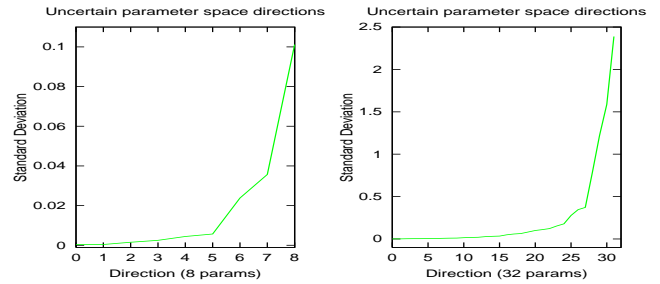 Uncertain parameter space directions
0.1
0.08
0.06
0.04
0.02
0
Standard Deviation
0 1 2 3 4 5 6 7 8
Direction (8 params)
Uncertain parameter space directions
2.5
2
1.5
1
0.5
0
Standard Deviation
0 5 10 15 20 25 30
Direction (32 params)